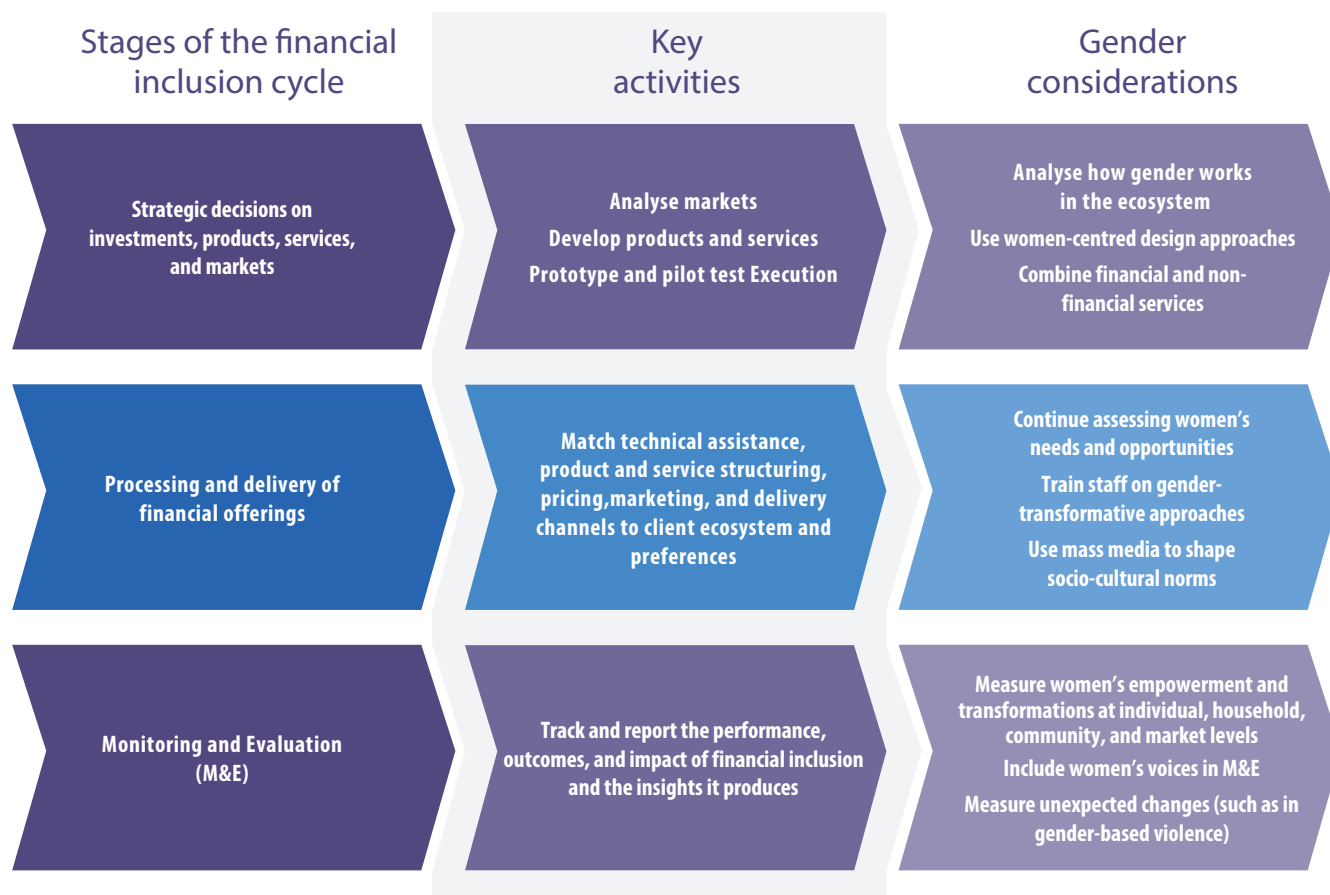 Stages of the financial
inclusion cycle
Key
activities
Gender
considerations
Strategic decisions on
investments, products, services,
and markets
Analyse markets
Develop products and services
Prototype and pilot test Execution
Analyse how gender works
in the ecosystem
Use women-centred design approaches
Combine financial and non-
financial services
Processing and delivery of
financial offerings
Match technical assistance,
product and service structuring,
pricing,marketing, and delivery
channels to client ecosystem and
preferences
Continue assessing women’s
needs and opportunities
Train staff on gender-
transformative approaches
Use mass media to shape
socio-cultural norms
Monitoring and Evaluation
(M&E)
Track and report the performance,
outcomes, and impact of financial inclusion
and the insights it produces
Measure women’s empowerment and
transformations at individual, household,
community, and market levels
Include women’s voices in M&E
Measure unexpected changes (such as in
gender-based violence)